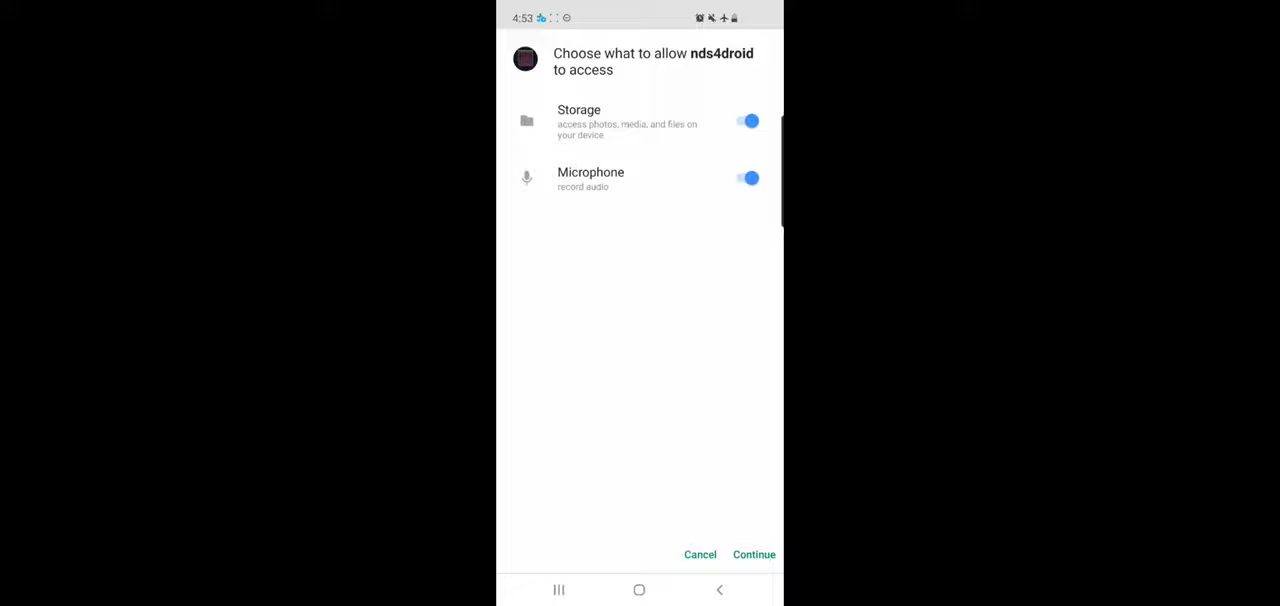 4:53
Choose what to allow nds4droid
to access
Storage
access photos, media, and files on
your device
Microphone
record audio
Cancel
Continue